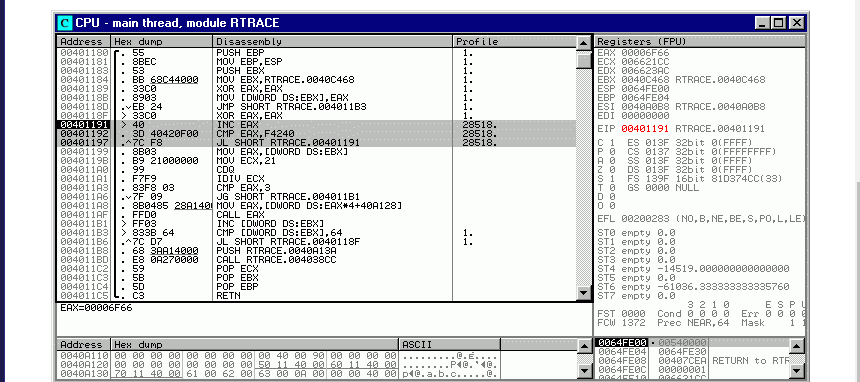 CPU - main thread, module RTRACE
Address Hex dump Disassembly Profile
00401180 . 55 PUSH EBP 1.
00401181 . 8BEC MOV EBP,ESP 1.
00401183 . 53 PUSH EBX 1.
00401184 . BB 68C44000 MOV EBX,RTRACE.0040C468 1.
00401189 . 33C0 XOR EAX,EAX 1.
0040118B . 8903 MOV [DWORD DS:EBX],EAX 1.
0040118D .vEB 24 JMP SHORT RTRACE.004011B3 1.
0040118F > 33C0 XOR EAX,EAX 1.
00401191 > 40 INC EAX 28518.
00401192 . 3D 40420F00 CMP EAX,F4240 28518.
00401197 .^7C F8 JL SHORT RTRACE.00401191 28518.
00401199 . 8B03 MOV EAX,[DWORD DS:EBX]
0040119B . B9 21000000 MOV ECX,21
004011A0 . 99 CDQ
004011A1 . F7F9 IDIV ECX
004011A3 . 83F8 03 CMP EAX,3
004011A6 .v7F 09 JG SHORT RTRACE.004011B1
004011A8 . 8B0485 28A140 MOV EAX,[DWORD DS:EAX*4+40A128]
004011AF . FFD0 CALL EAX
004011B1 > FF03 INC [DWORD DS:EBX]
004011B3 > 833B 64 CMP [DWORD DS:EBX],64 1.
004011B6 .^7C D7 JL SHORT RTRACE.0040118F 1.
004011B8 . 68 3AA14000 PUSH RTRACE.0040A13A
004011BD . E8 0A270000 CALL RTRACE.004038CC
004011C2 . 59 POP ECX
004011C3 . 5B POP EBX
004011C4 . 5D POP EBP
004011C5 . C3 RETN
EAX=00006F66
Registers (FPU)
EAX 00006F66
ECX 006621CC
EDX 006623AC
EBX 0040C468 RTRACE.0040C468
ESP 0064FE00
EBP 0064FE04
ESI 0040A0B8 RTRACE.0040A0B8
EDI 00000000
EIP 00401191 RTRACE.00401191
C 1 ES 013F 32bit 0(FFFF)
P 0 CS 0137 32bit 0(FFFFFFFF)
A 0 SS 013F 32bit 0(FFFF)
Z 0 DS 013F 32bit 0(FFFF)
S 1 FS 139F 16bit 81D374CC(33)
T 0 GS 0000 NULL
D 0
O 0
EFL 00200283 (NO,B,NE,BE,S,PO,L,LE)
ST0 empty 0.0
ST1 empty 0.0
ST2 empty 0.0
ST3 empty 0.0
ST4 empty -14519.000000000000000
ST5 empty 0.0
ST6 empty -61036.333333333335760
ST7 empty 0.0
3 2 1 0 E S P U
FST 0000 Cond 0 0 0 0 Err 0 0 0
FCW 1372 Prec NEAR,64 Mask 1 1
Address Hex dump ASCII
0040A110 00 00 00 00 00 00 00 00 00 40 00 90 00 00 00 00
0040A120 00 00 00 00 00 00 00 00 50 11 40 00 60 11 40 00
0040A130 70 11 40 00 61 00 62 00 63 00 0A 00 00 00 40 00
0064FE00 00540000
0064FE04 0064FE30
0064FE08 00407CEA RETURN to RTR
0064FE0C 00000001